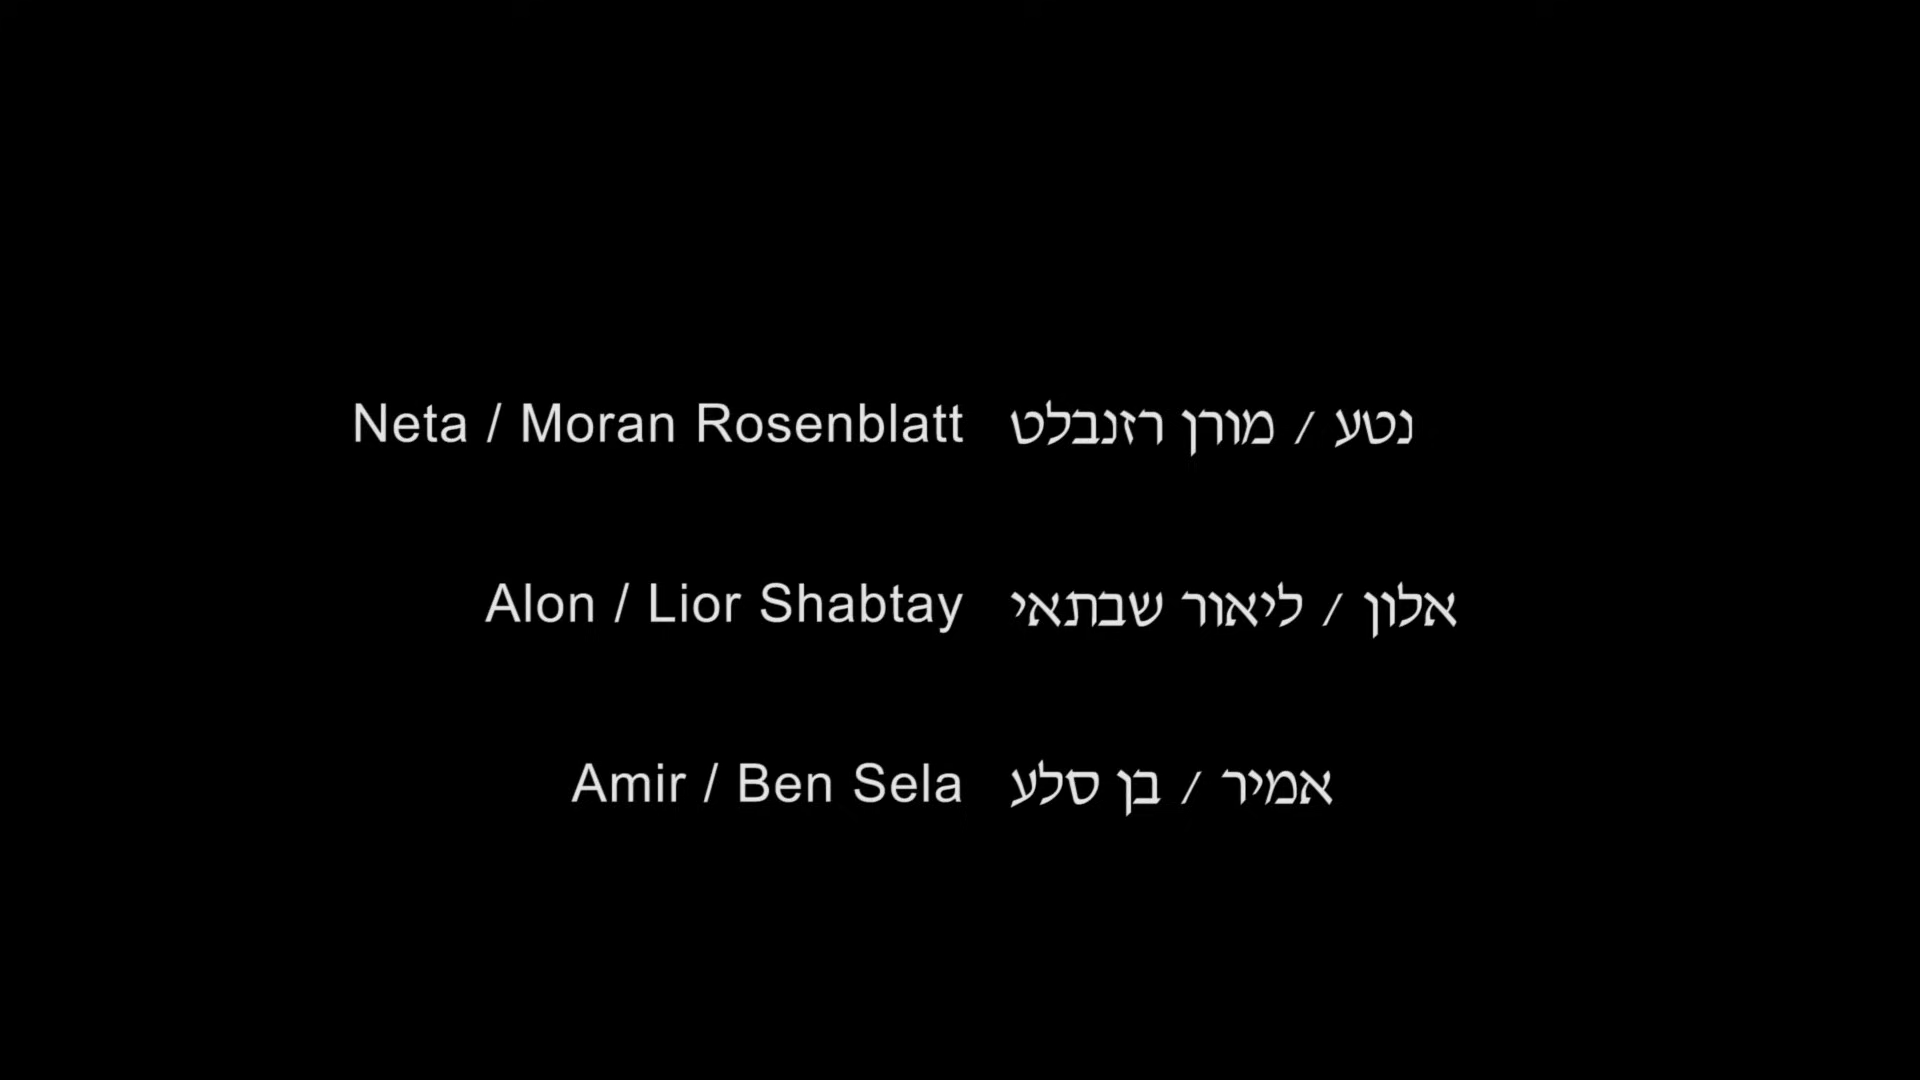 Neta / Moran Rosenblatt נטע / מורן רזנבלט
Alon / Lior Shabtay אלון / ליאור שבתאי
Amir / Ben Sela אמיר / בן סלע